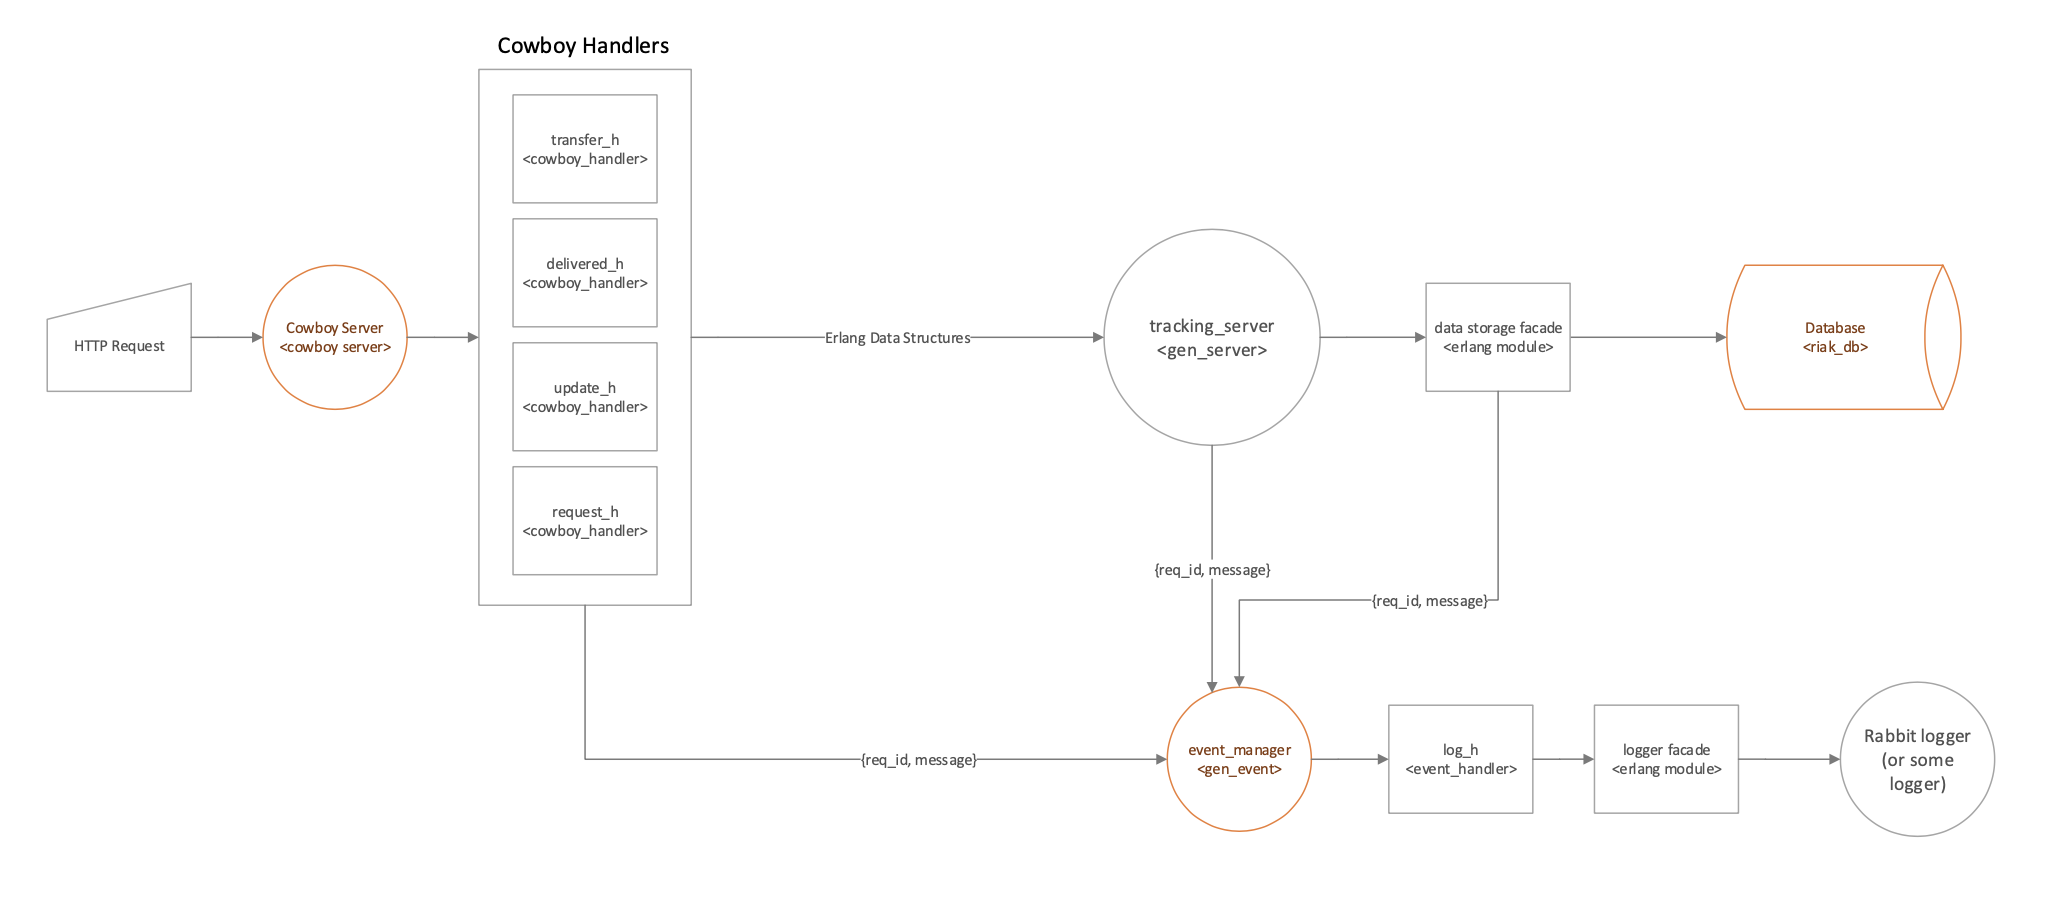 Cowboy Handlers
transfer_h
<cowboy_handler>
delivered_h
<cowboy_handler>
update_h
<cowboy_handler>
request_h
<cowboy_handler>
HTTP Request
Cowboy Server
<cowboy server>
Erlang Data Structures
tracking_server
<gen_server>
data storage facade
<erlang module>
Database
<riak_db>
{req_id, message}
{req_id, message}
{req_id, message}
event_manager
<gen_event>
log_h
<event_handler>
logger facade
<erlang module>
Rabbit logger
(or some
logger)